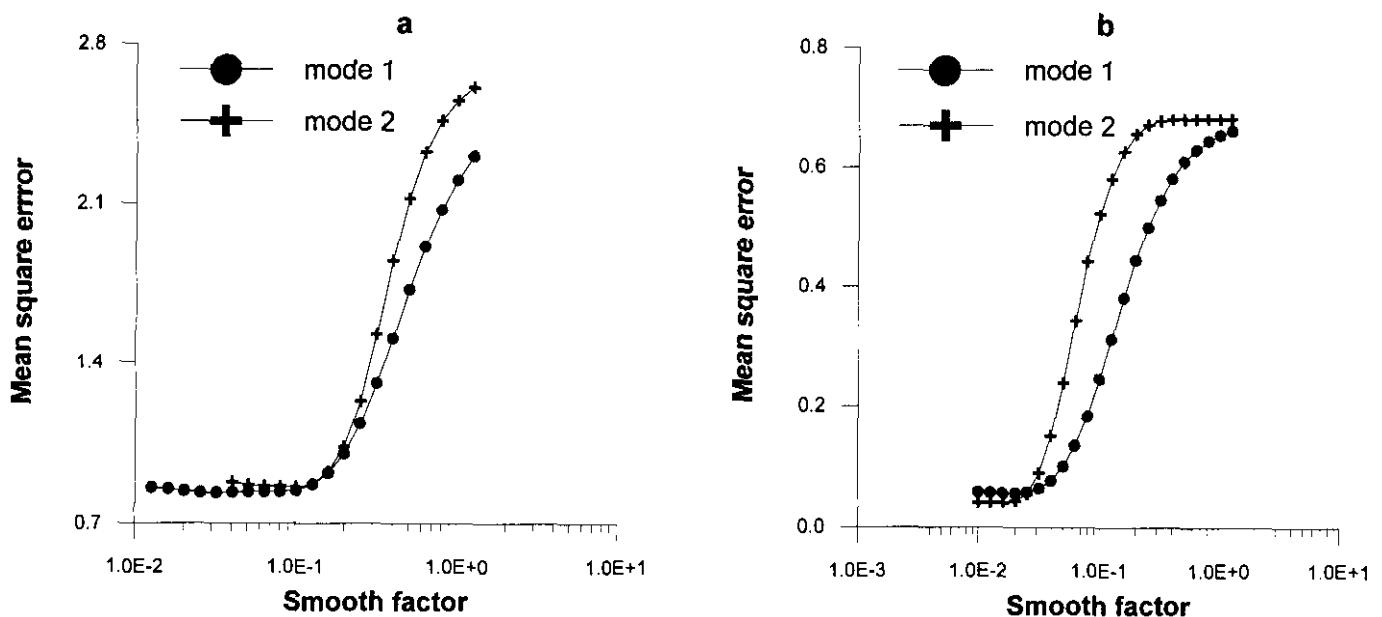 a
2.8
mode 1
mode 2
2.1
1.4
0.7
Mean square errror
1.0E-2
1.0E-1
1.0E+0
1.0E+1
Smooth factor
b
0.8
mode 1
mode 2
0.6
0.4
0.2
0.0
Mean square error
1.0E-3
1.0E-2
1.0E-1
1.0E+0
1.0E+1
Smooth factor